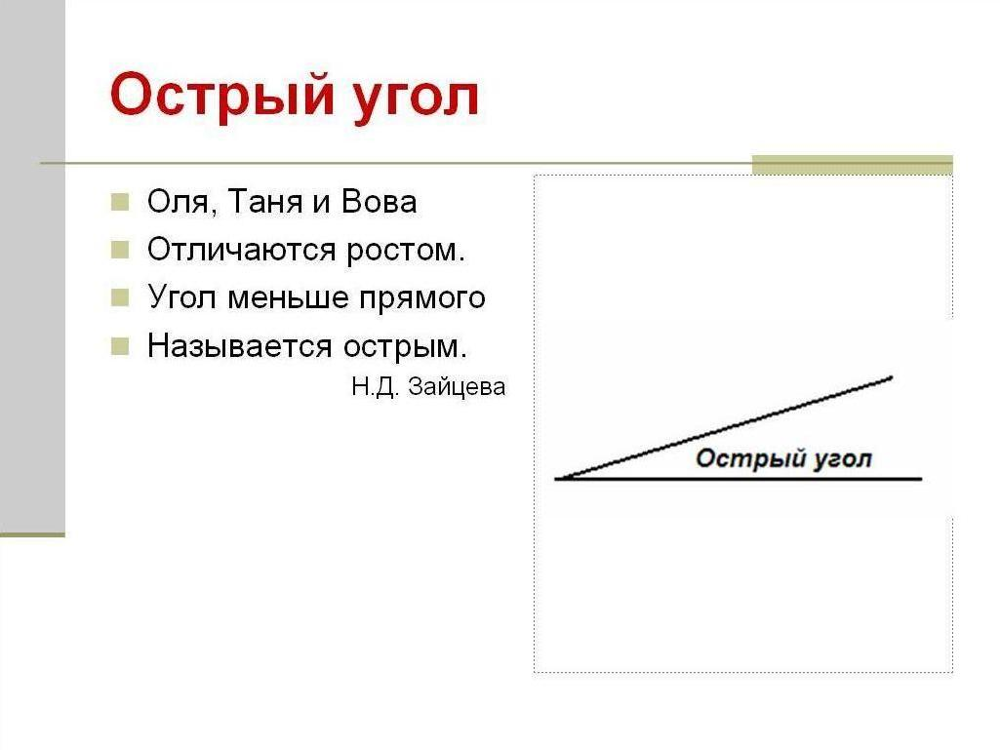 Острый угол
Оля, Таня и Вова
Отличаются ростом.
Угол меньше прямого
Называется острым.
Н.Д. Зайцева
Острый угол